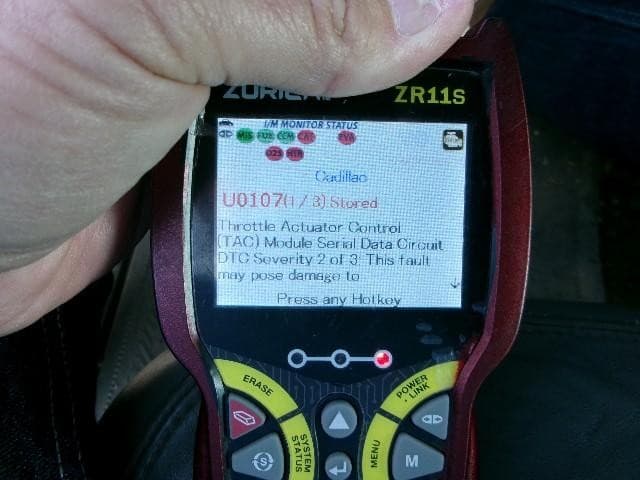 ZURICH
ZR11S
I/M MONITOR STATUS
MIS FUE CCM CAT EVA
O2S HTR
Cadillac
U0107(1/3)Stored
Throttle Actuator Control
(TAC) Module Serial Data Circuit
DTC Severity 2 of 3: This fault
may pose damage to
Press any Hotkey
ERASE
POWER
LINK
SYSTEM
STATUS
MENU
M
S